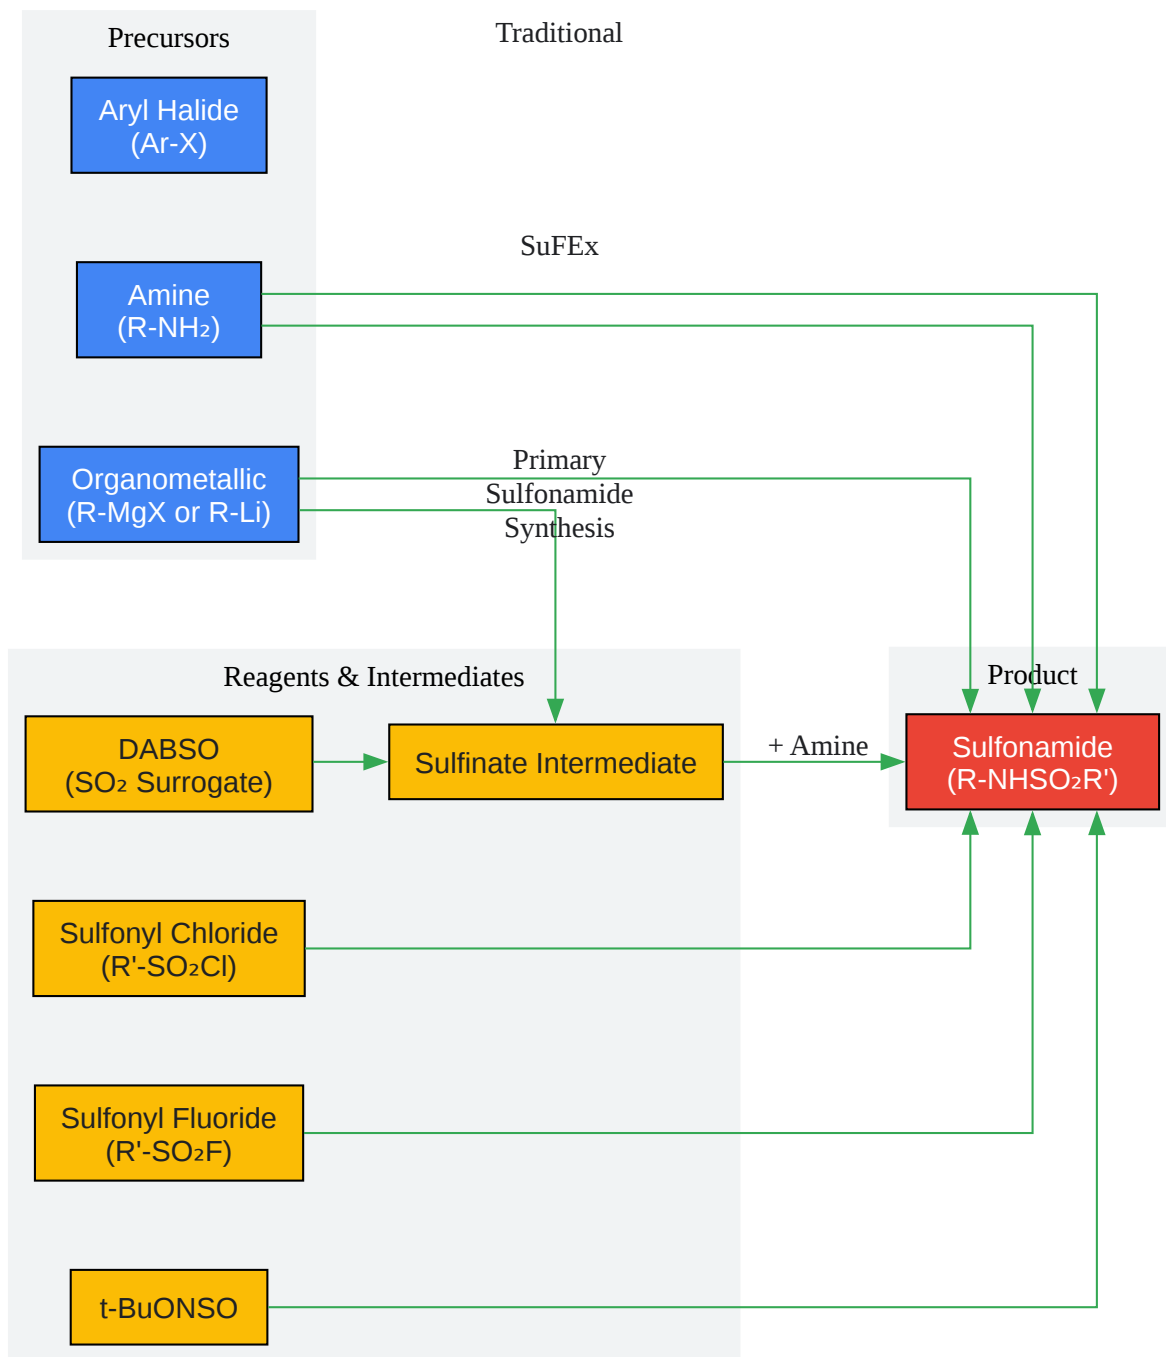 Precursors
Traditional
Aryl Halide
(Ar-X)
SuFEx
Amine
(R-NH₂)
Primary
Sulfonamide
Synthesis
Organometallic
(R-MgX or R-Li)
Reagents & Intermediates
Product
DABSO
(SO₂ Surrogate)
Sulfinate Intermediate
+ Amine
Sulfonamide
(R-NHSO₂R')
Sulfonyl Chloride
(R'-SO₂Cl)
Sulfonyl Fluoride
(R'-SO₂F)
t-BuONSO